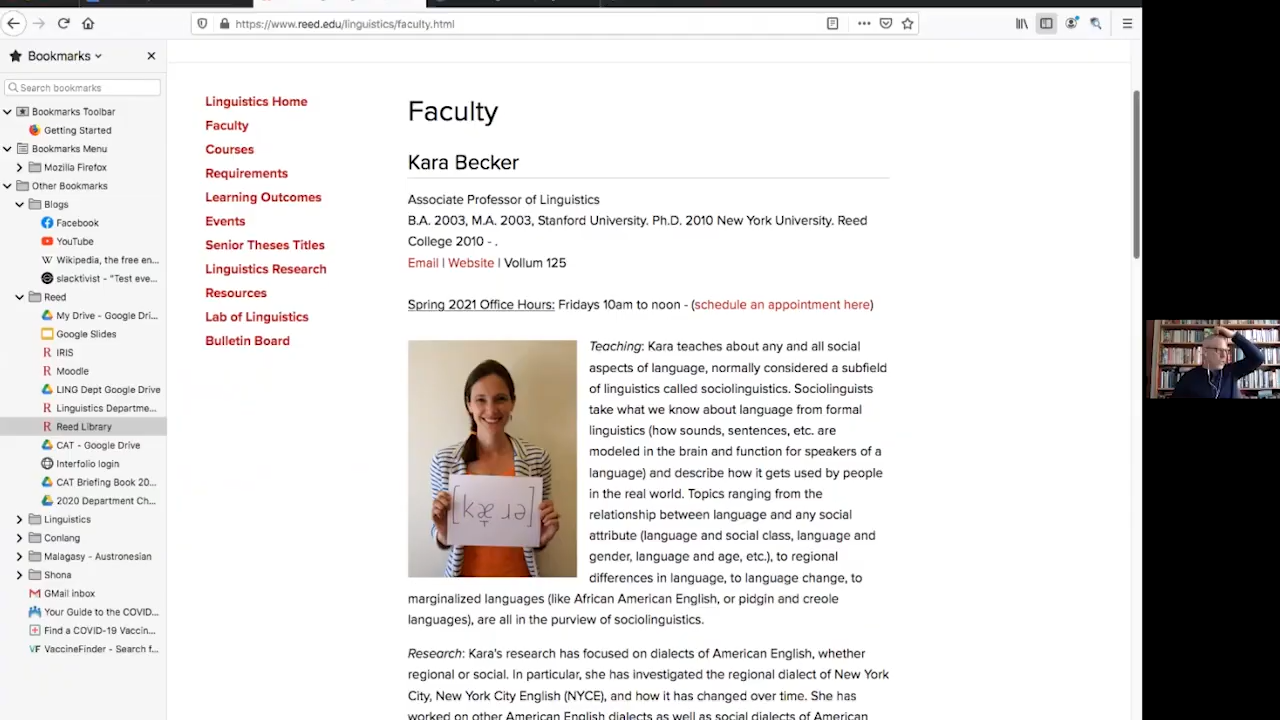 https://www.reed.edu/linguistics/faculty.html
Bookmarks
Search bookmarks
Bookmarks Toolbar
Getting Started
Bookmarks Menu
Mozilla Firefox
Other Bookmarks
Blogs
Facebook
YouTube
Wikipedia, the free en...
slacktivist - "Test eve...
Reed
My Drive - Google Dri...
Google Slides
IRIS
Moodle
LING Dept Google Drive
Linguistics Departme...
Reed Library
CAT - Google Drive
Interfolio login
CAT Briefing Book 20...
2020 Department Ch...
Linguistics
Conlang
Malagasy - Austronesian
Shona
GMail inbox
Your Guide to the COVID...
Find a COVID-19 Vaccin...
VaccineFinder - Search f...
Linguistics Home
Faculty
Courses
Requirements
Learning Outcomes
Events
Senior Theses Titles
Linguistics Research
Resources
Lab of Linguistics
Bulletin Board
Faculty
Kara Becker
Associate Professor of Linguistics
B.A. 2003, M.A. 2003, Stanford University. Ph.D. 2010 New York University. Reed
College 2010 - .
Email | Website | Vollum 125
Spring 2021 Office Hours: Fridays 10am to noon - (schedule an appointment here)
Teaching: Kara teaches about any and all social
aspects of language, normally considered a subfield
of linguistics called sociolinguistics. Sociolinguists
take what we know about language from formal
linguistics (how sounds, sentences, etc. are
modeled in the brain and function for speakers of a
language) and describe how it gets used by people
in the real world. Topics ranging from the
relationship between language and any social
attribute (language and social class, language and
gender, language and age, etc.), to regional
differences in language, to language change, to
marginalized languages (like African American English, or pidgin and creole
languages), are all in the purview of sociolinguistics.
Research: Kara's research has focused on dialects of American English, whether
regional or social. In particular, she has investigated the regional dialect of New York
City, New York City English (NYCE), and how it has changed over time. She has
worked on other American English dialects as well as social dialects of American